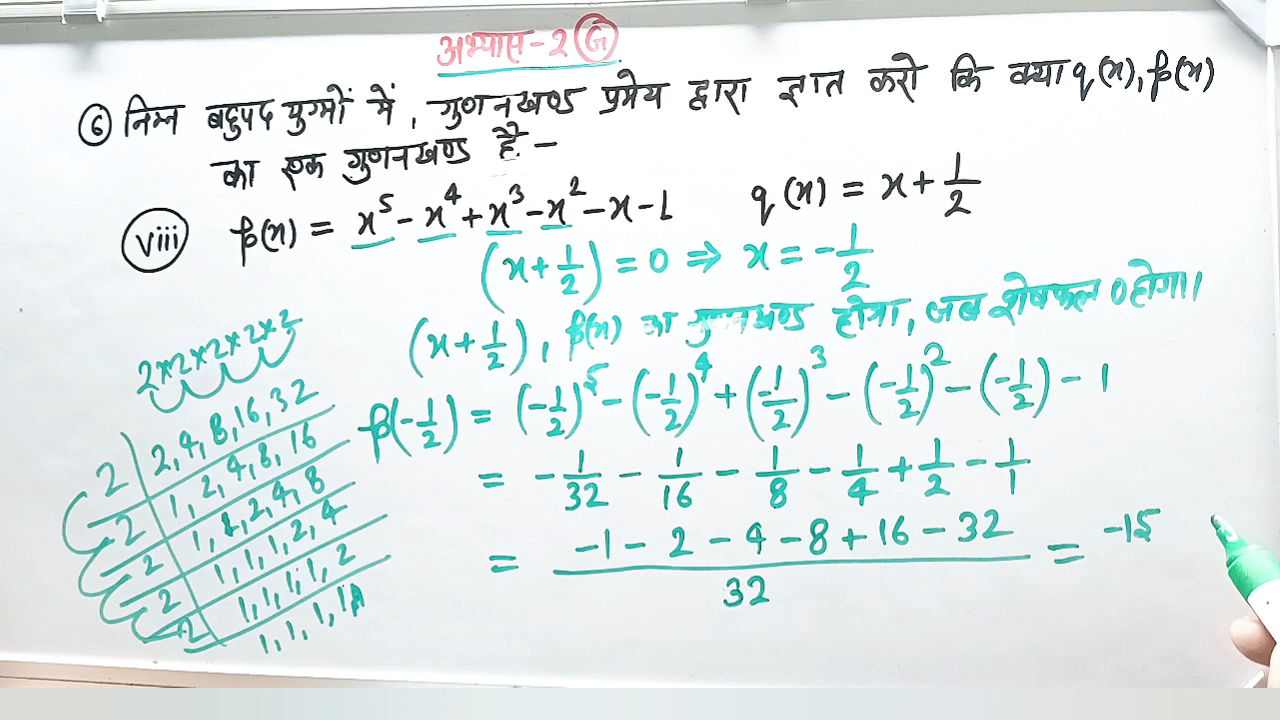 अभ्यास-2 G
6 निम्न बहुपद युग्मों में, गुणनखण्ड प्रमेय द्वारा ज्ञात करो कि क्या q(x), p(x)
का एक गुणनखण्ड है -
viii p(x) = x⁵ - x⁴ + x³ - x² - x - 1 q(x) = x + 1/2
(x + 1/2) = 0 ⇒ x = -1/2
(x + 1/2), p(x) का गुणनखण्ड होगा, जब शेषफल 0 होगा।
p(-1/2) = (-1/2)⁵ - (-1/2)⁴ + (-1/2)³ - (-1/2)² - (-1/2) - 1
= -1/32 - 1/16 - 1/8 - 1/4 + 1/2 - 1/1
= (-1 - 2 - 4 - 8 + 16 - 32)/32 = -15
2×2×2×2×2
2 | 2, 4, 8, 16, 32
2 | 1, 2, 4, 8, 16
2 | 1, 1, 2, 4, 8
2 | 1, 1, 1, 2, 4
2 | 1, 1, 1, 1, 2
1, 1, 1, 1,